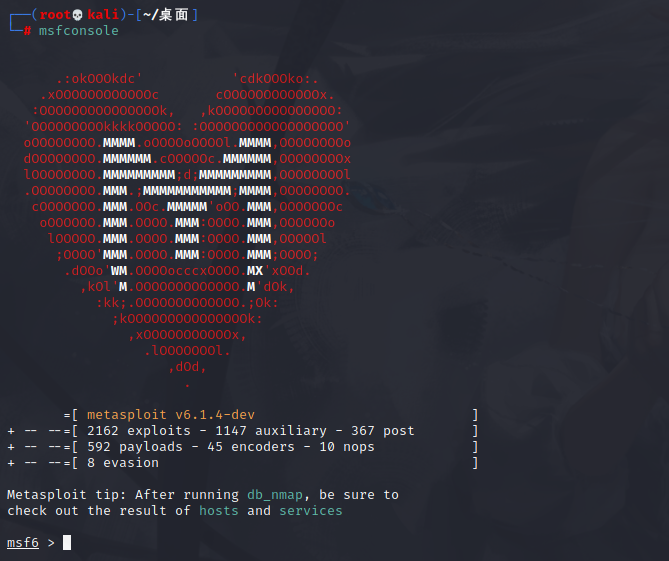 ┌──(root💀kali)-[~/桌面]
└─# msfconsole
     .:okOOOkdc'           'cdkOOOko:.
   .xOOOOOOOOOOOOc       cOOOOOOOOOOOOx.
  :OOOOOOOOOOOOOOOk,   ,kOOOOOOOOOOOOOOO:
 'OOOOOOOOOkkkkOOOOO: :OOOOOOOOOOOOOOOOOO'
 oOOOOOOOO.MMMM.oOOOOoOOOOl.MMMM,OOOOOOOOo
 dOOOOOOOO.MMMMMM.cOOOOOc.MMMMMM,OOOOOOOOx
 lOOOOOOOO.MMMMMMMMM;d;MMMMMMMMM,OOOOOOOOl
 .OOOOOOOO.MMM.;MMMMMMMMMMM;MMMM,OOOOOOOO.
  cOOOOOOO.MMM.OOc.MMMMM'oOO.MMM,OOOOOOOc
   oOOOOOO.MMM.OOOO.MMM:OOOO.MMM,OOOOOOo
    lOOOOO.MMM.OOOO.MMM:OOOO.MMM,OOOOOl
     ;OOOO'MMM.OOOO.MMM:OOOO.MMM;OOOO;
      .dOOo'WM.OOOOocccxOOOO.MX'xOOd.
        ,kOl'M.OOOOOOOOOOOOO.M'dOk,
          :kk;.OOOOOOOOOOOOO.;Ok:
            ;kOOOOOOOOOOOOOOOk:
              ,xOOOOOOOOOOOx,
                .lOOOOOOOl.
                   ,dOd,
                     .
       =[ metasploit v6.1.4-dev                           ]
+ -- --=[ 2162 exploits - 1147 auxiliary - 367 post       ]
+ -- --=[ 592 payloads - 45 encoders - 10 nops            ]
+ -- --=[ 8 evasion                                       ]
Metasploit tip: After running db_nmap, be sure to
check out the result of hosts and services
msf6 >